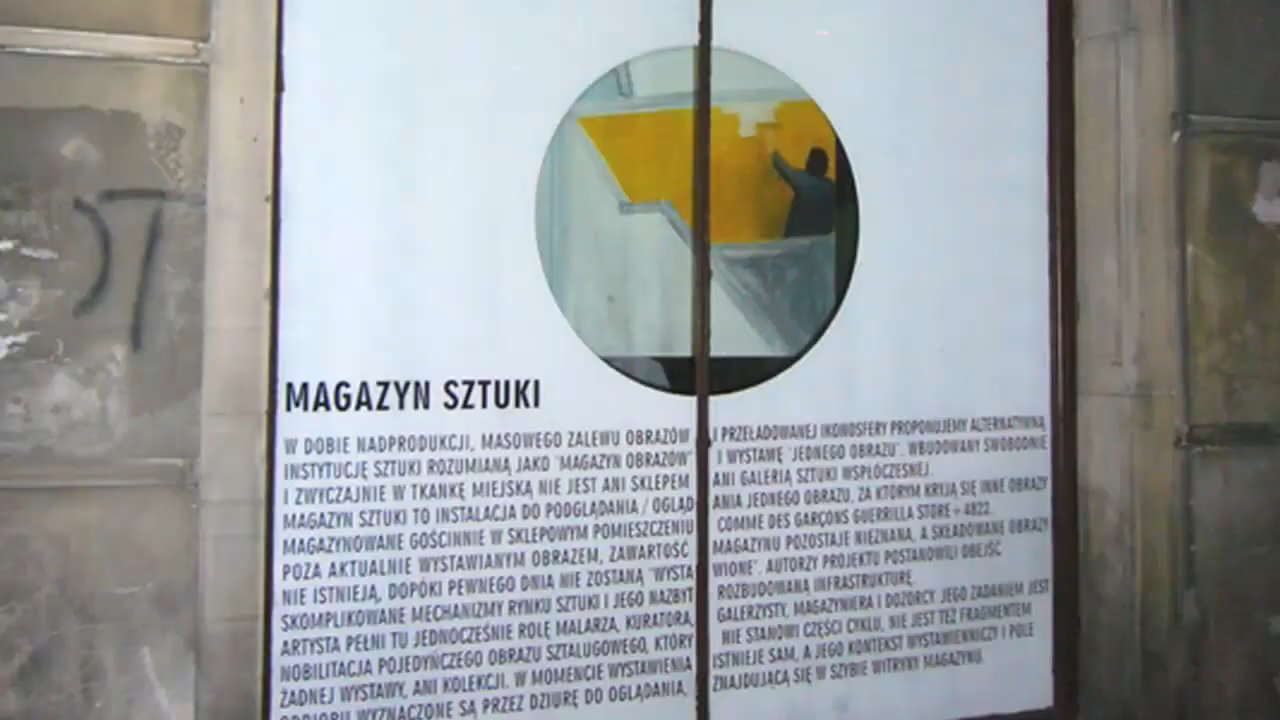 MAGAZYN SZTUKI
W DOBIE NADPRODUKCJI, MASOWEGO ZALEWU OBRAZÓW I PRZEŁADOWANEJ IKONOSFERY PROPONUJEMY ALTERNATYWNĄ
INSTYTUCJĘ SZTUKI ROZUMIANĄ JAKO "MAGAZYN OBRAZÓW" I WYSTAWĘ "JEDNEGO OBRAZU". WBUDOWANY SWOBODNIE
I ZWYCZAJNIE W TKANKĘ MIEJSKĄ NIE JEST ANI SKLEPEM ANI GALERIĄ SZTUKI WSPÓŁCZESNEJ.
MAGAZYN SZTUKI TO INSTALACJA DO PODGLĄDANIA / OGLĄDANIA JEDNEGO OBRAZU, ZA KTÓRYM KRYJĄ SIĘ INNE OBRAZY
MAGAZYNOWANE GOŚCINNIE W SKLEPOWYM POMIESZCZENIU COMME DES GARÇONS GUERRILLA STORE + 4822.
POZA AKTUALNIE WYSTAWIANYM OBRAZEM, ZAWARTOŚĆ MAGAZYNU POZOSTAJE NIEZNANA, A SKŁADOWANE OBRAZY
NIE ISTNIEJĄ, DOPÓKI PEWNEGO DNIA NIE ZOSTANĄ "WYSTAWIONE". AUTORZY PROJEKTU POSTANOWILI OBEJŚĆ
SKOMPLIKOWANE MECHANIZMY RYNKU SZTUKI I JEGO NAZBYT ROZBUDOWANĄ INFRASTRUKTURĘ.
ARTYSTA PEŁNI TU JEDNOCZEŚNIE ROLĘ MALARZA, KURATORA, GALERZYSTY, MAGAZYNIERA I DOZORCY. JEGO ZADANIEM JEST
NOBILITACJA POJEDYŃCZEGO OBRAZU SZTALUGOWEGO, KTÓRY NIE STANOWI CZĘŚCI CYKLU, NIE JEST TEŻ FRAGMENTEM
ŻADNEJ WYSTAWY, ANI KOLEKCJI. W MOMENCIE WYSTAWIENIA ISTNIEJE SAM, A JEGO KONTEKST WYSTAWIENNICZY I POLE
ODBIORU WYZNACZONE SĄ PRZEZ DZIURĘ DO OGLĄDANIA, ZNAJDUJĄCĄ SIĘ W SZYBIE WITRYNY MAGAZYNU.